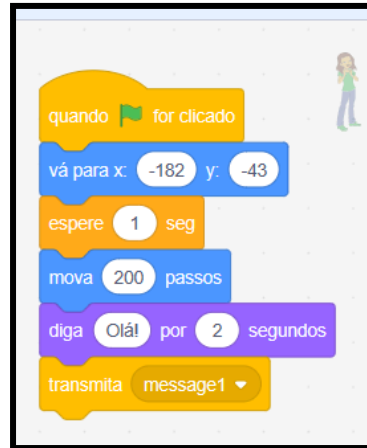 quando for clicado
vá para x: -182 y: -43
espere 1 seg
mova 200 passos
diga Olá! por 2 segundos
transmita message1